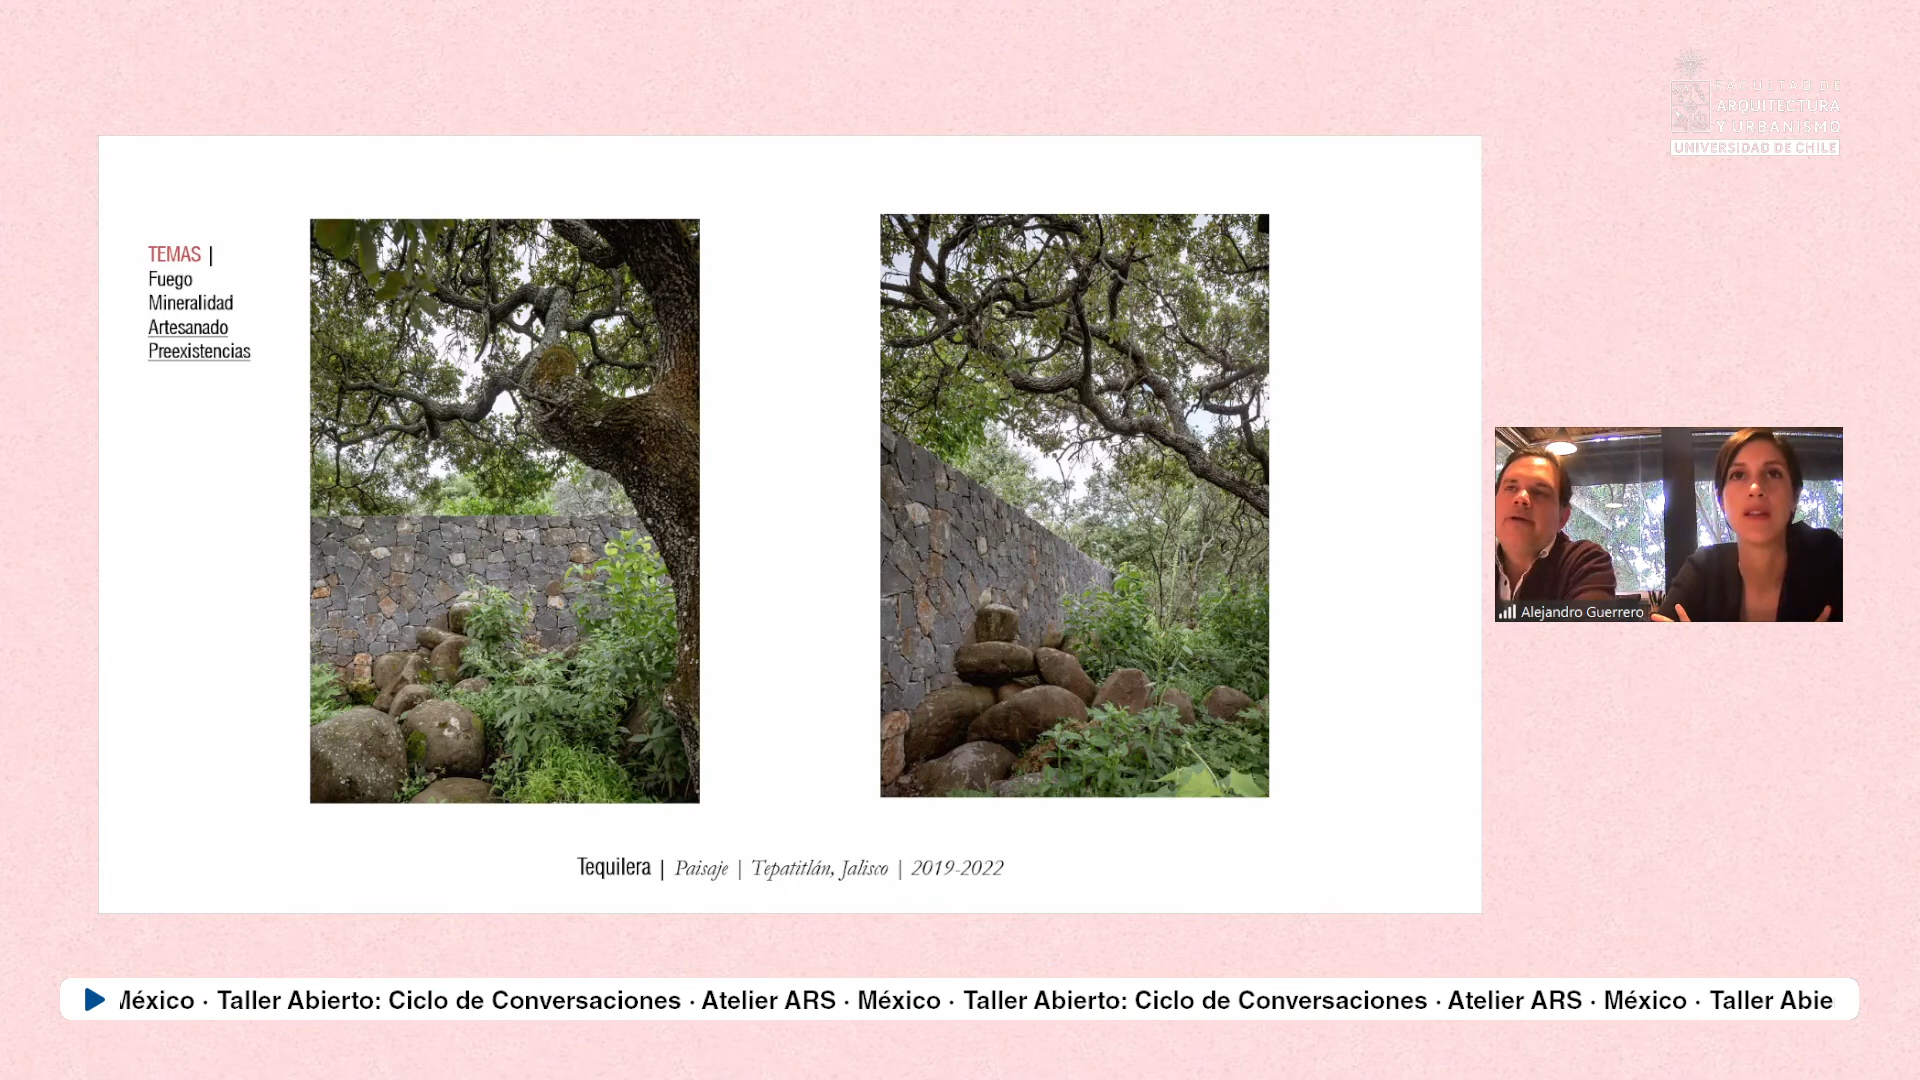 FACULTAD DE
ARQUITECTURA
Y URBANISMO
UNIVERSIDAD DE CHILE
TEMAS |
Fuego
Mineralidad
Artesanado
Preexistencias
Alejandro Guerrero
Tequilera | Paisaje | Tepatitlán, Jalisco | 2019-2022
México · Taller Abierto: Ciclo de Conversaciones · Atelier ARS · México · Taller Abierto: Ciclo de Conversaciones · Atelier ARS · México · Taller Abie